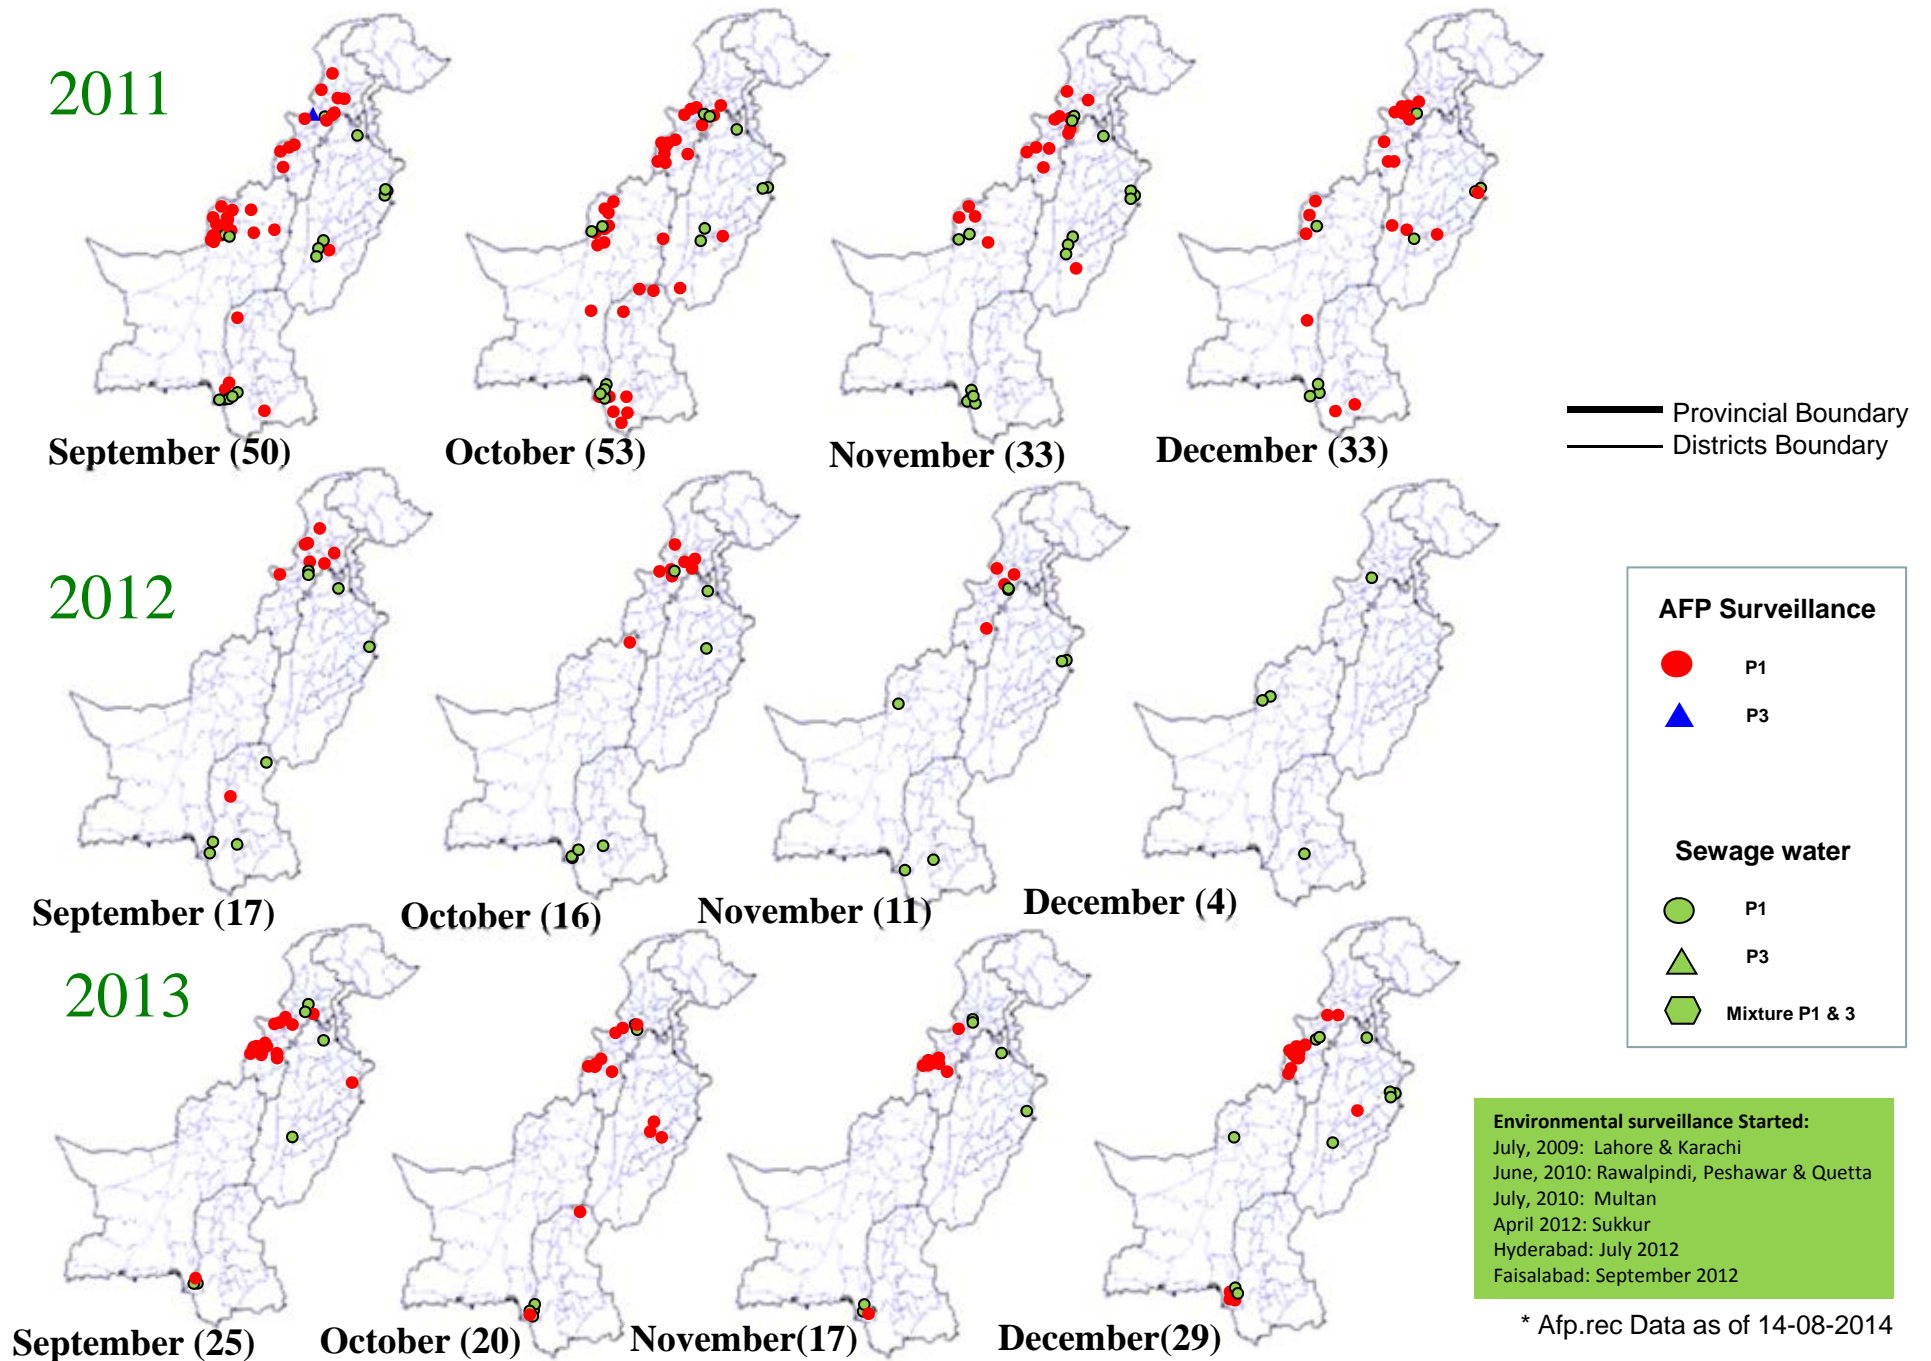 2011
September (50)
October (53)
November (33)
December (33)
Provincial Boundary
Districts Boundary
2012
September (17)
October (16)
November (11)
December (4)
AFP Surveillance
P1
P3
Sewage water
P1
P3
Mixture P1 & 3
2013
September (25)
October (20)
November(17)
December(29)
Environmental surveillance Started:
July, 2009: Lahore & Karachi
June, 2010: Rawalpindi, Peshawar & Quetta
July, 2010: Multan
April 2012: Sukkur
Hyderabad: July 2012
Faisalabad: September 2012
* Afp.rec Data as of 14-08-2014